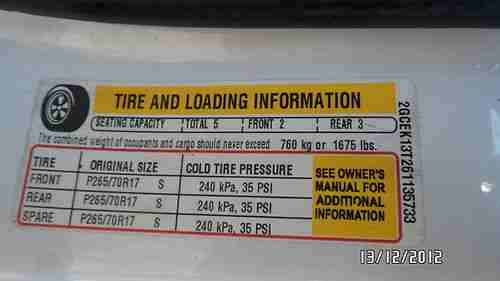 TIRE AND LOADING INFORMATION
SEATING CAPACITY TOTAL 5 FRONT 2 REAR 3
The combined weight of occupants and cargo should never exceed 760 kg or 1675 lbs.
TIRE ORIGINAL SIZE COLD TIRE PRESSURE
FRONT P265/70R17 S 240 kPa, 35 PSI
REAR P265/70R17 S 240 kPa, 35 PSI
SPARE P265/70R17 S 240 kPa, 35 PSI
SEE OWNER'S
MANUAL FOR
ADDITIONAL
INFORMATION
13/12/2012